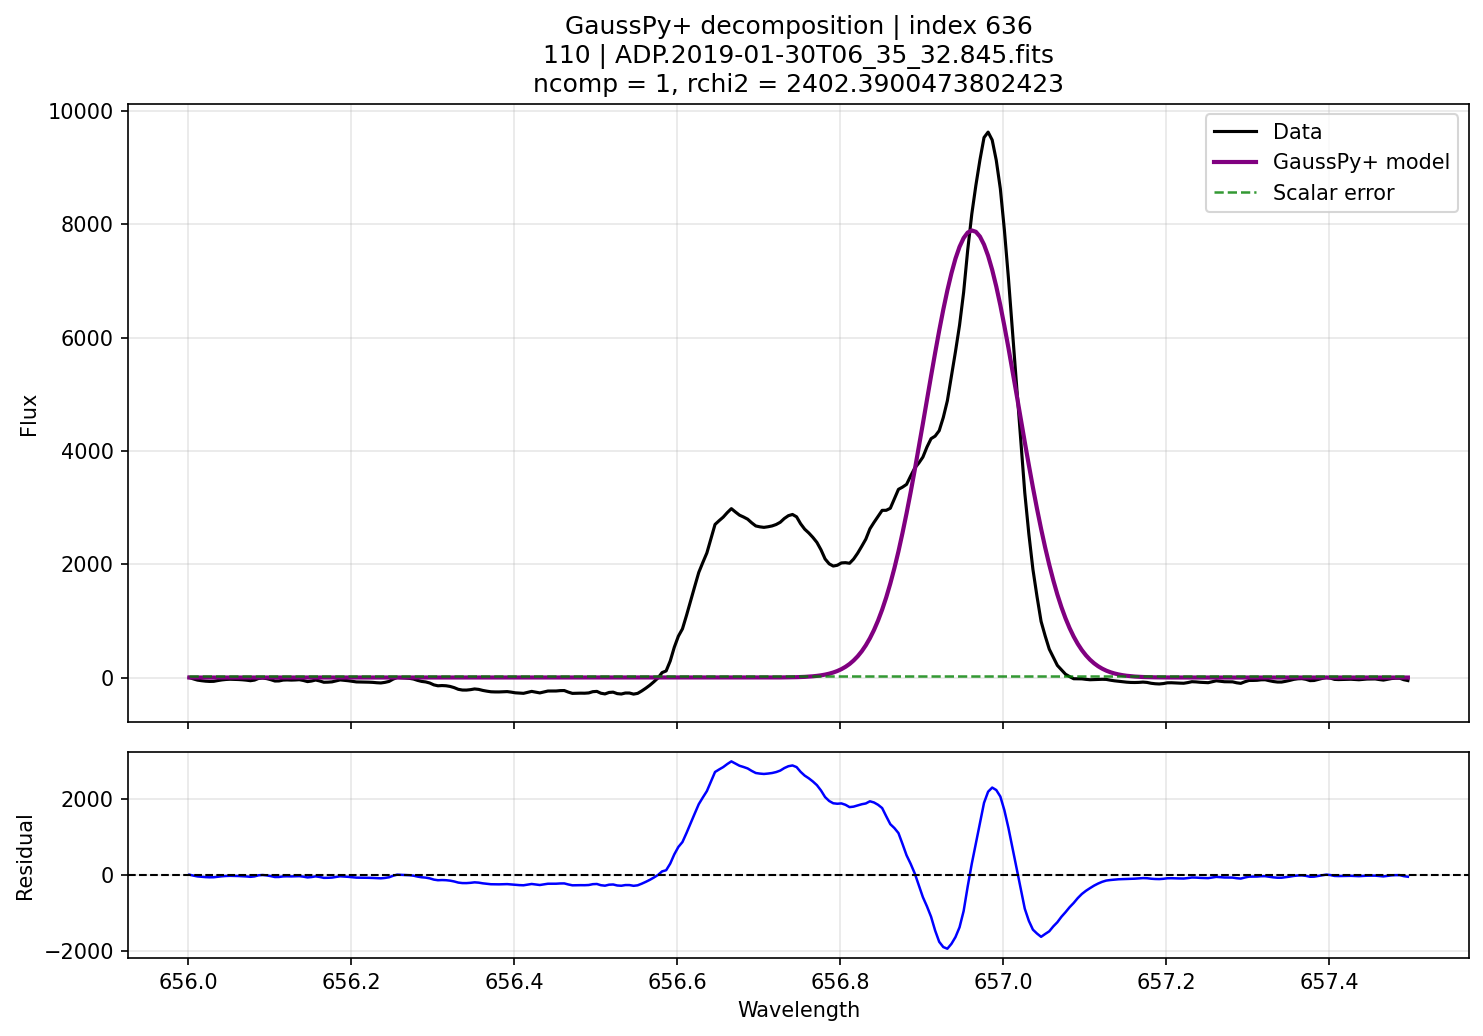 GaussPy+ decomposition | index 636
110 | ADP.2019-01-30T06_35_32.845.fits
ncomp = 1, rchi2 = 2402.3900473802423
10000
8000
6000
4000
2000
0
Flux
Data
GaussPy+ model
Scalar error
2000
0
−2000
Residual
656.0 656.2 656.4 656.6 656.8 657.0 657.2 657.4
Wavelength